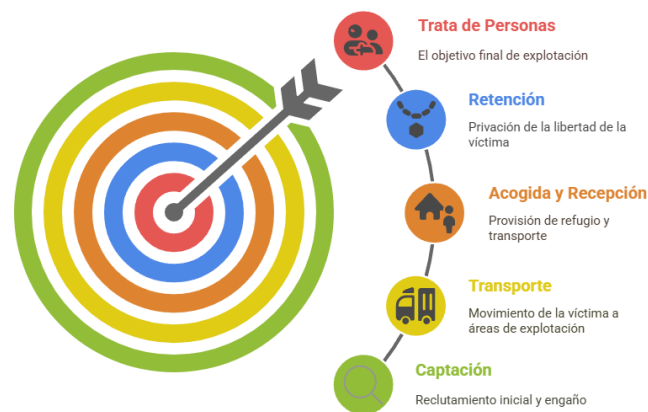 Trata de Personas
El objetivo final de explotación
Retención
Privación de la libertad de la
víctima
Acogida y Recepción
Provisión de refugio y
transporte
Transporte
Movimiento de la víctima a
áreas de explotación
Captación
Reclutamiento inicial y engaño